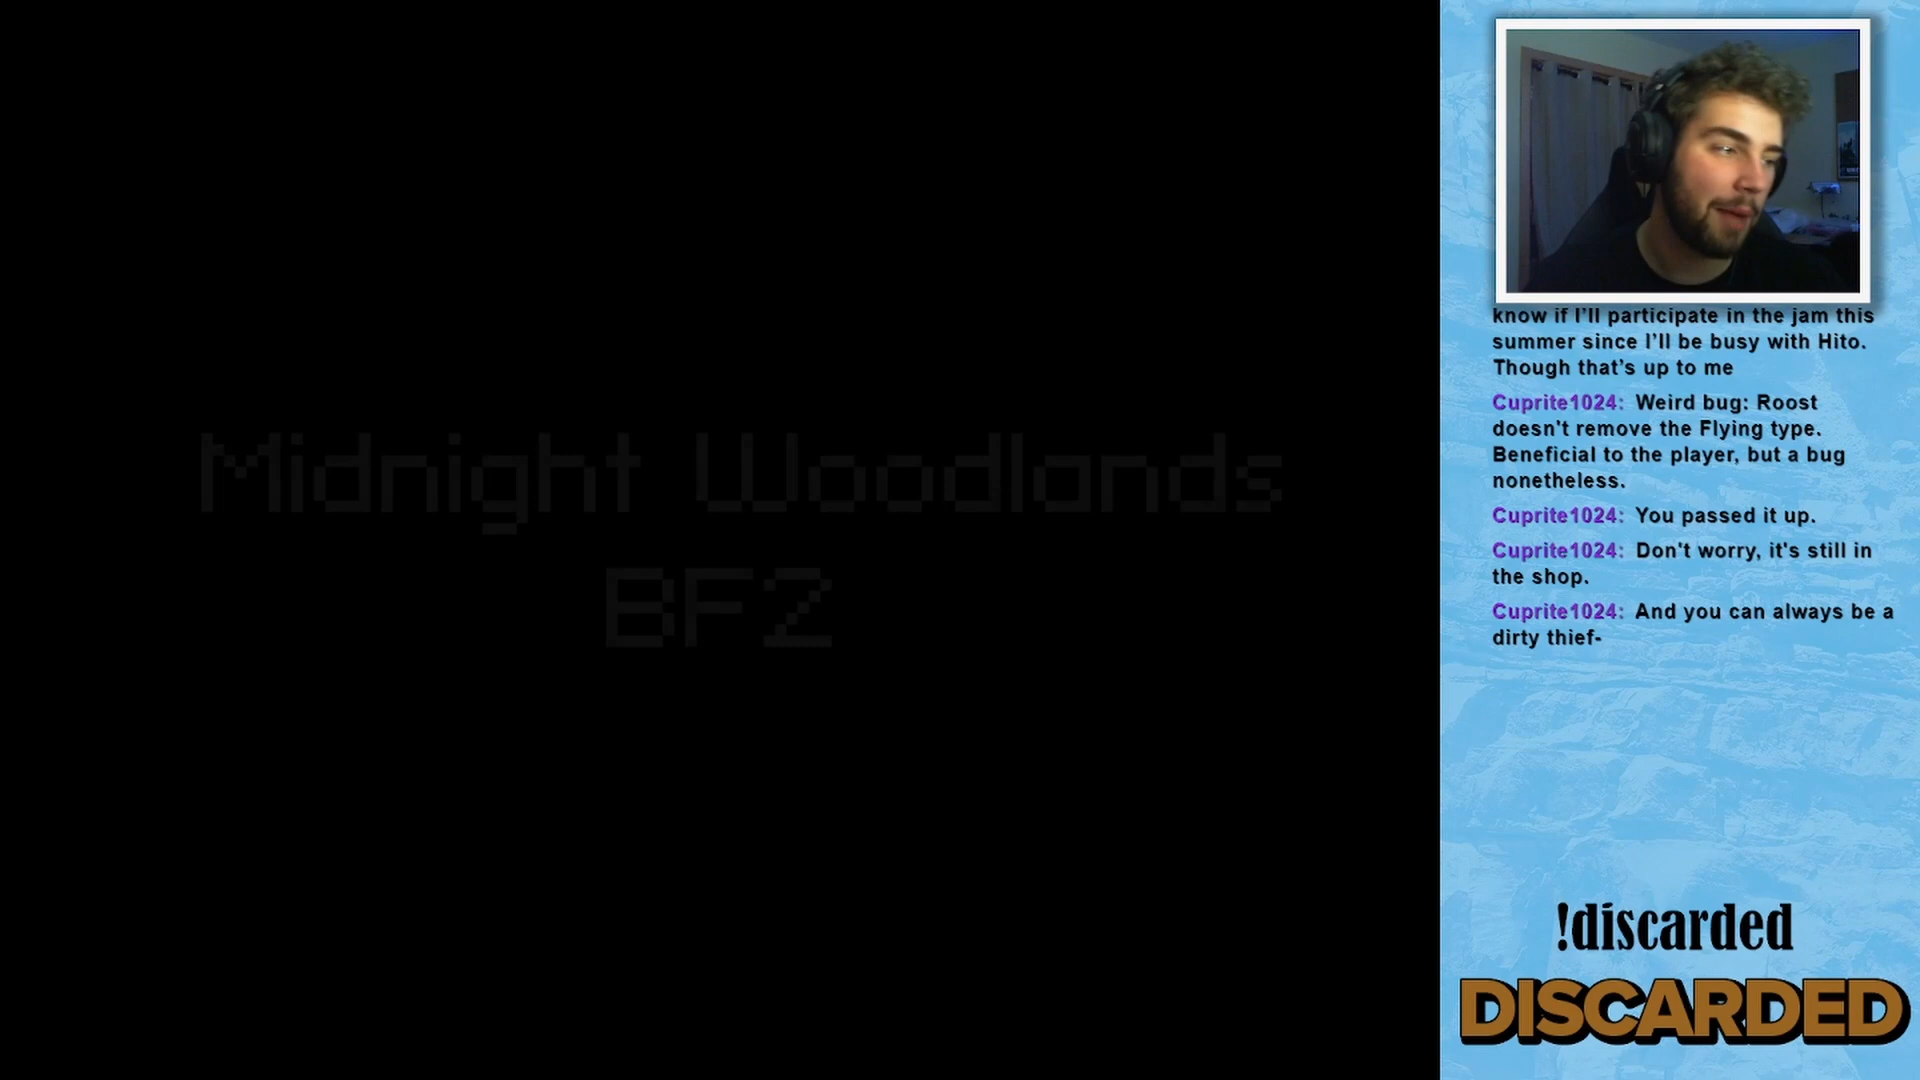 Midnight Woodlands
BF2
know if I'll participate in the jam this
summer since I'll be busy with Hito.
Though that's up to me
Cuprite1024: Weird bug: Roost
doesn't remove the Flying type.
Beneficial to the player, but a bug
nonetheless.
Cuprite1024: You passed it up.
Cuprite1024: Don't worry, it's still in
the shop.
Cuprite1024: And you can always be a
dirty thief-
!discarded
DISCARDED